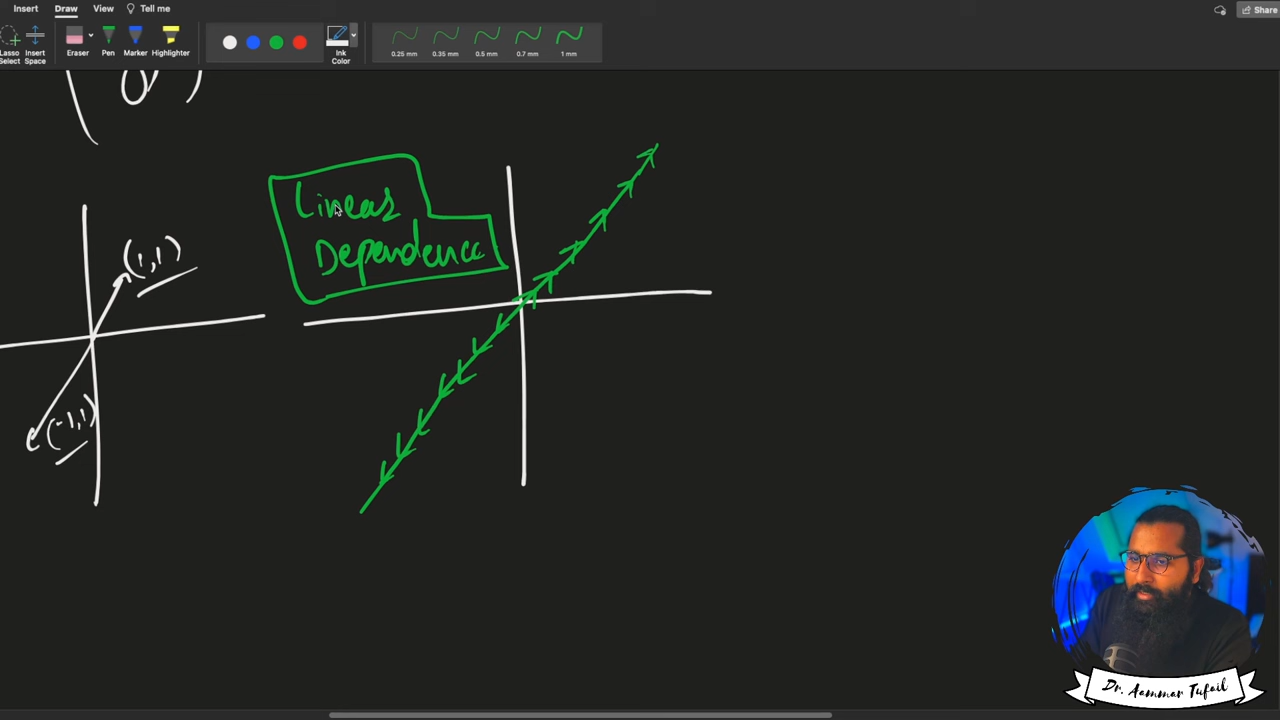 Insert Draw View Tell me
Share
Lasso Select
Insert Space
Eraser
Pen
Marker
Highlighter
Ink Color
0.25 mm
0.35 mm
0.5 mm
0.7 mm
1 mm
Linear
Dependence
(1,1)
(-1,1)
Dr. Aammar Tufail